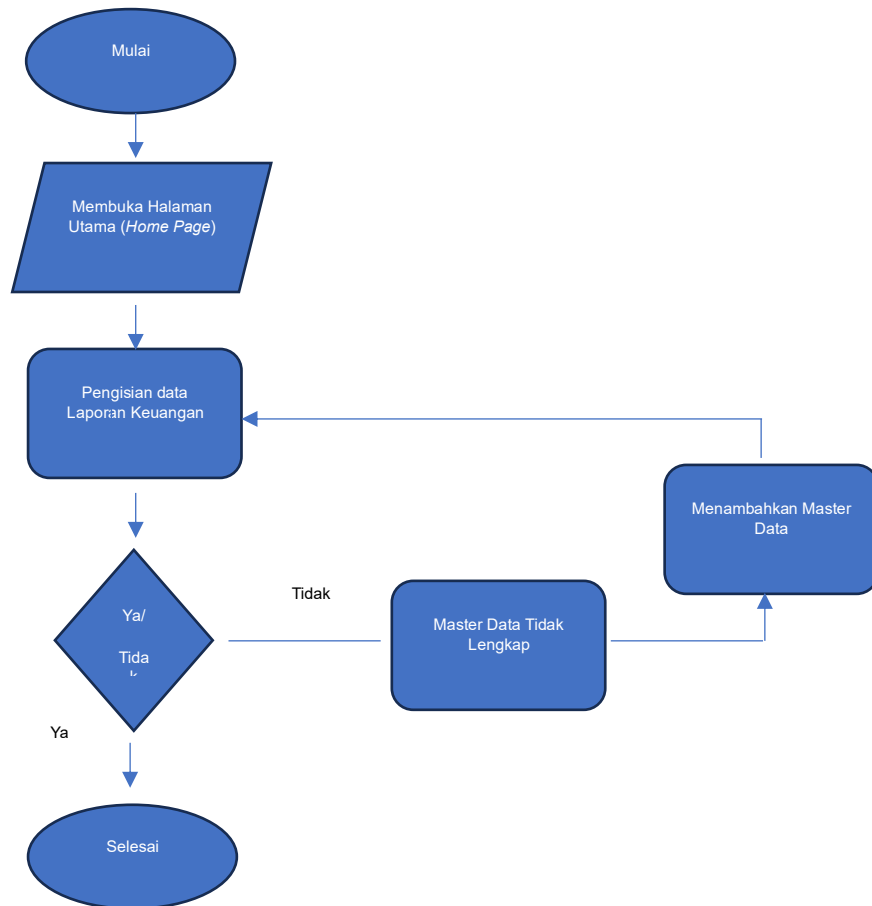 Mulai
Membuka Halaman
Utama (Home Page)
Pengisian data
Laporan Keuangan
Menambahkan Master
Data
Tidak
Master Data Tidak
Lengkap
Ya/
Tida
k
Ya
Selesai